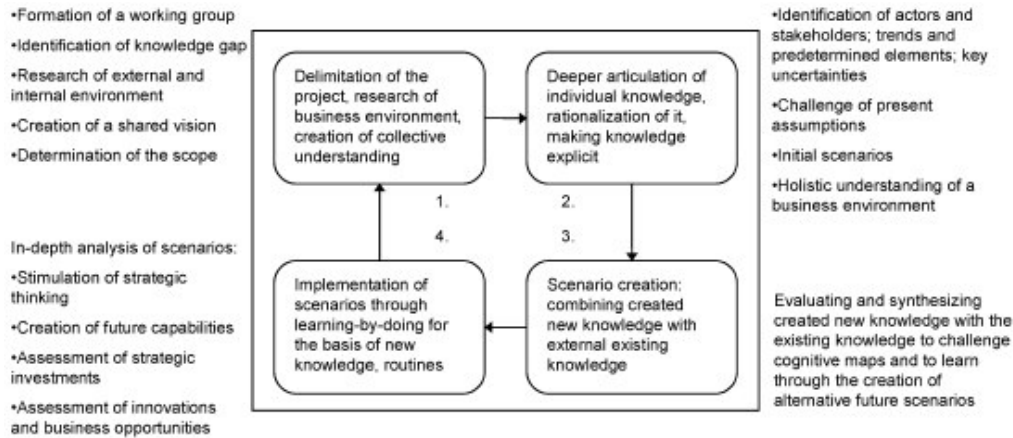 •Formation of a working group
•Identification of knowledge gap
•Research of external and
internal environment
•Creation of a shared vision
•Determination of the scope
Delimitation of the
project, research of
business environment,
creation of collective
understanding
Deeper articulation of
individual knowledge,
rationalization of it,
making knowledge
explicit
•Identification of actors and
stakeholders; trends and
predetermined elements; key
uncertainties
•Challenge of present
assumptions
•Initial scenarios
•Holistic understanding of a
business environment
1.
2.
4.
3.
In-depth analysis of scenarios:
•Stimulation of strategic
thinking
•Creation of future capabilities
•Assessment of strategic
investments
•Assessment of innovations
and business opportunities
Implementation of
scenarios through
learning-by-doing for
the basis of new
knowledge, routines
Scenario creation:
combining created
new knowledge with
external existing
knowledge
Evaluating and synthesizing
created new knowledge with the
existing knowledge to challenge
cognitive maps and to learn
through the creation of
alternative future scenarios